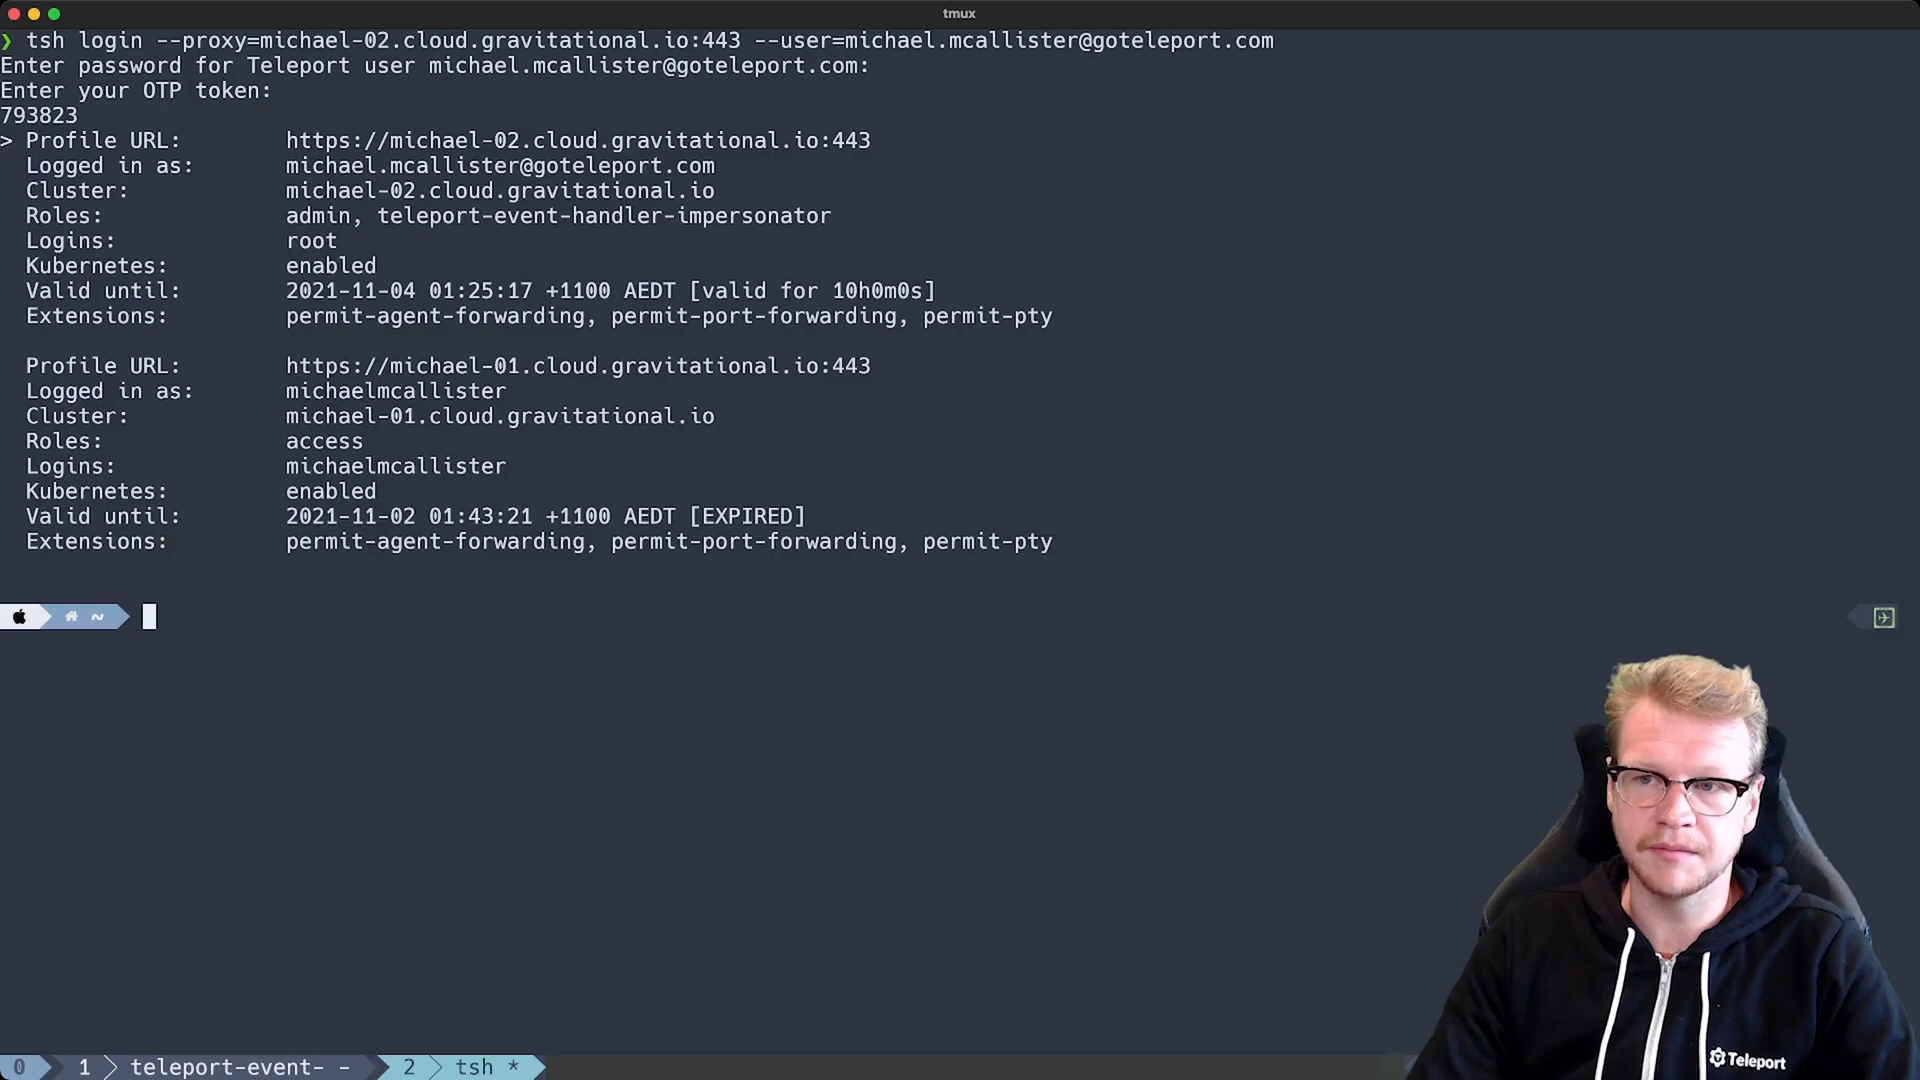 tmux
❯ tsh login --proxy=michael-02.cloud.gravitational.io:443 --user=michael.mcallister@goteleport.com
Enter password for Teleport user michael.mcallister@goteleport.com:
Enter your OTP token:
793823
> Profile URL: https://michael-02.cloud.gravitational.io:443
Logged in as: michael.mcallister@goteleport.com
Cluster: michael-02.cloud.gravitational.io
Roles: admin, teleport-event-handler-impersonator
Logins: root
Kubernetes: enabled
Valid until: 2021-11-04 01:25:17 +1100 AEDT [valid for 10h0m0s]
Extensions: permit-agent-forwarding, permit-port-forwarding, permit-pty
Profile URL: https://michael-01.cloud.gravitational.io:443
Logged in as: michaelmcallister
Cluster: michael-01.cloud.gravitational.io
Roles: access
Logins: michaelmcallister
Kubernetes: enabled
Valid until: 2021-11-02 01:43:21 +1100 AEDT [EXPIRED]
Extensions: permit-agent-forwarding, permit-port-forwarding, permit-pty
~
Teleport
0 1 teleport-event- - 2 tsh *